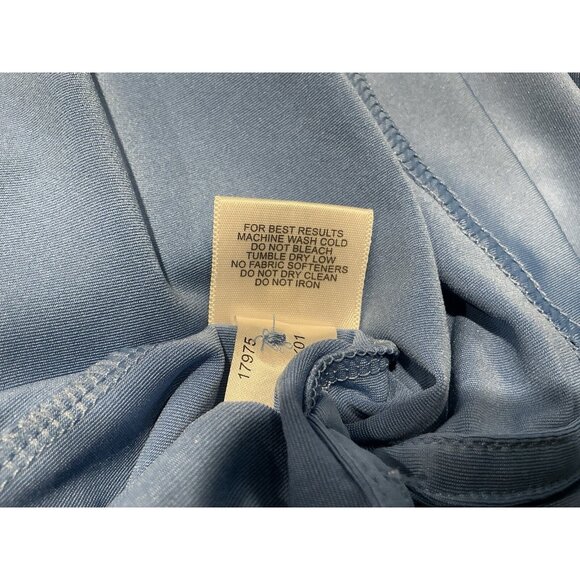 FOR BEST RESULTS
MACHINE WASH COLD
DO NOT BLEACH
TUMBLE DRY LOW
NO FABRIC SOFTENERS
DO NOT DRY CLEAN
DO NOT IRON
17975